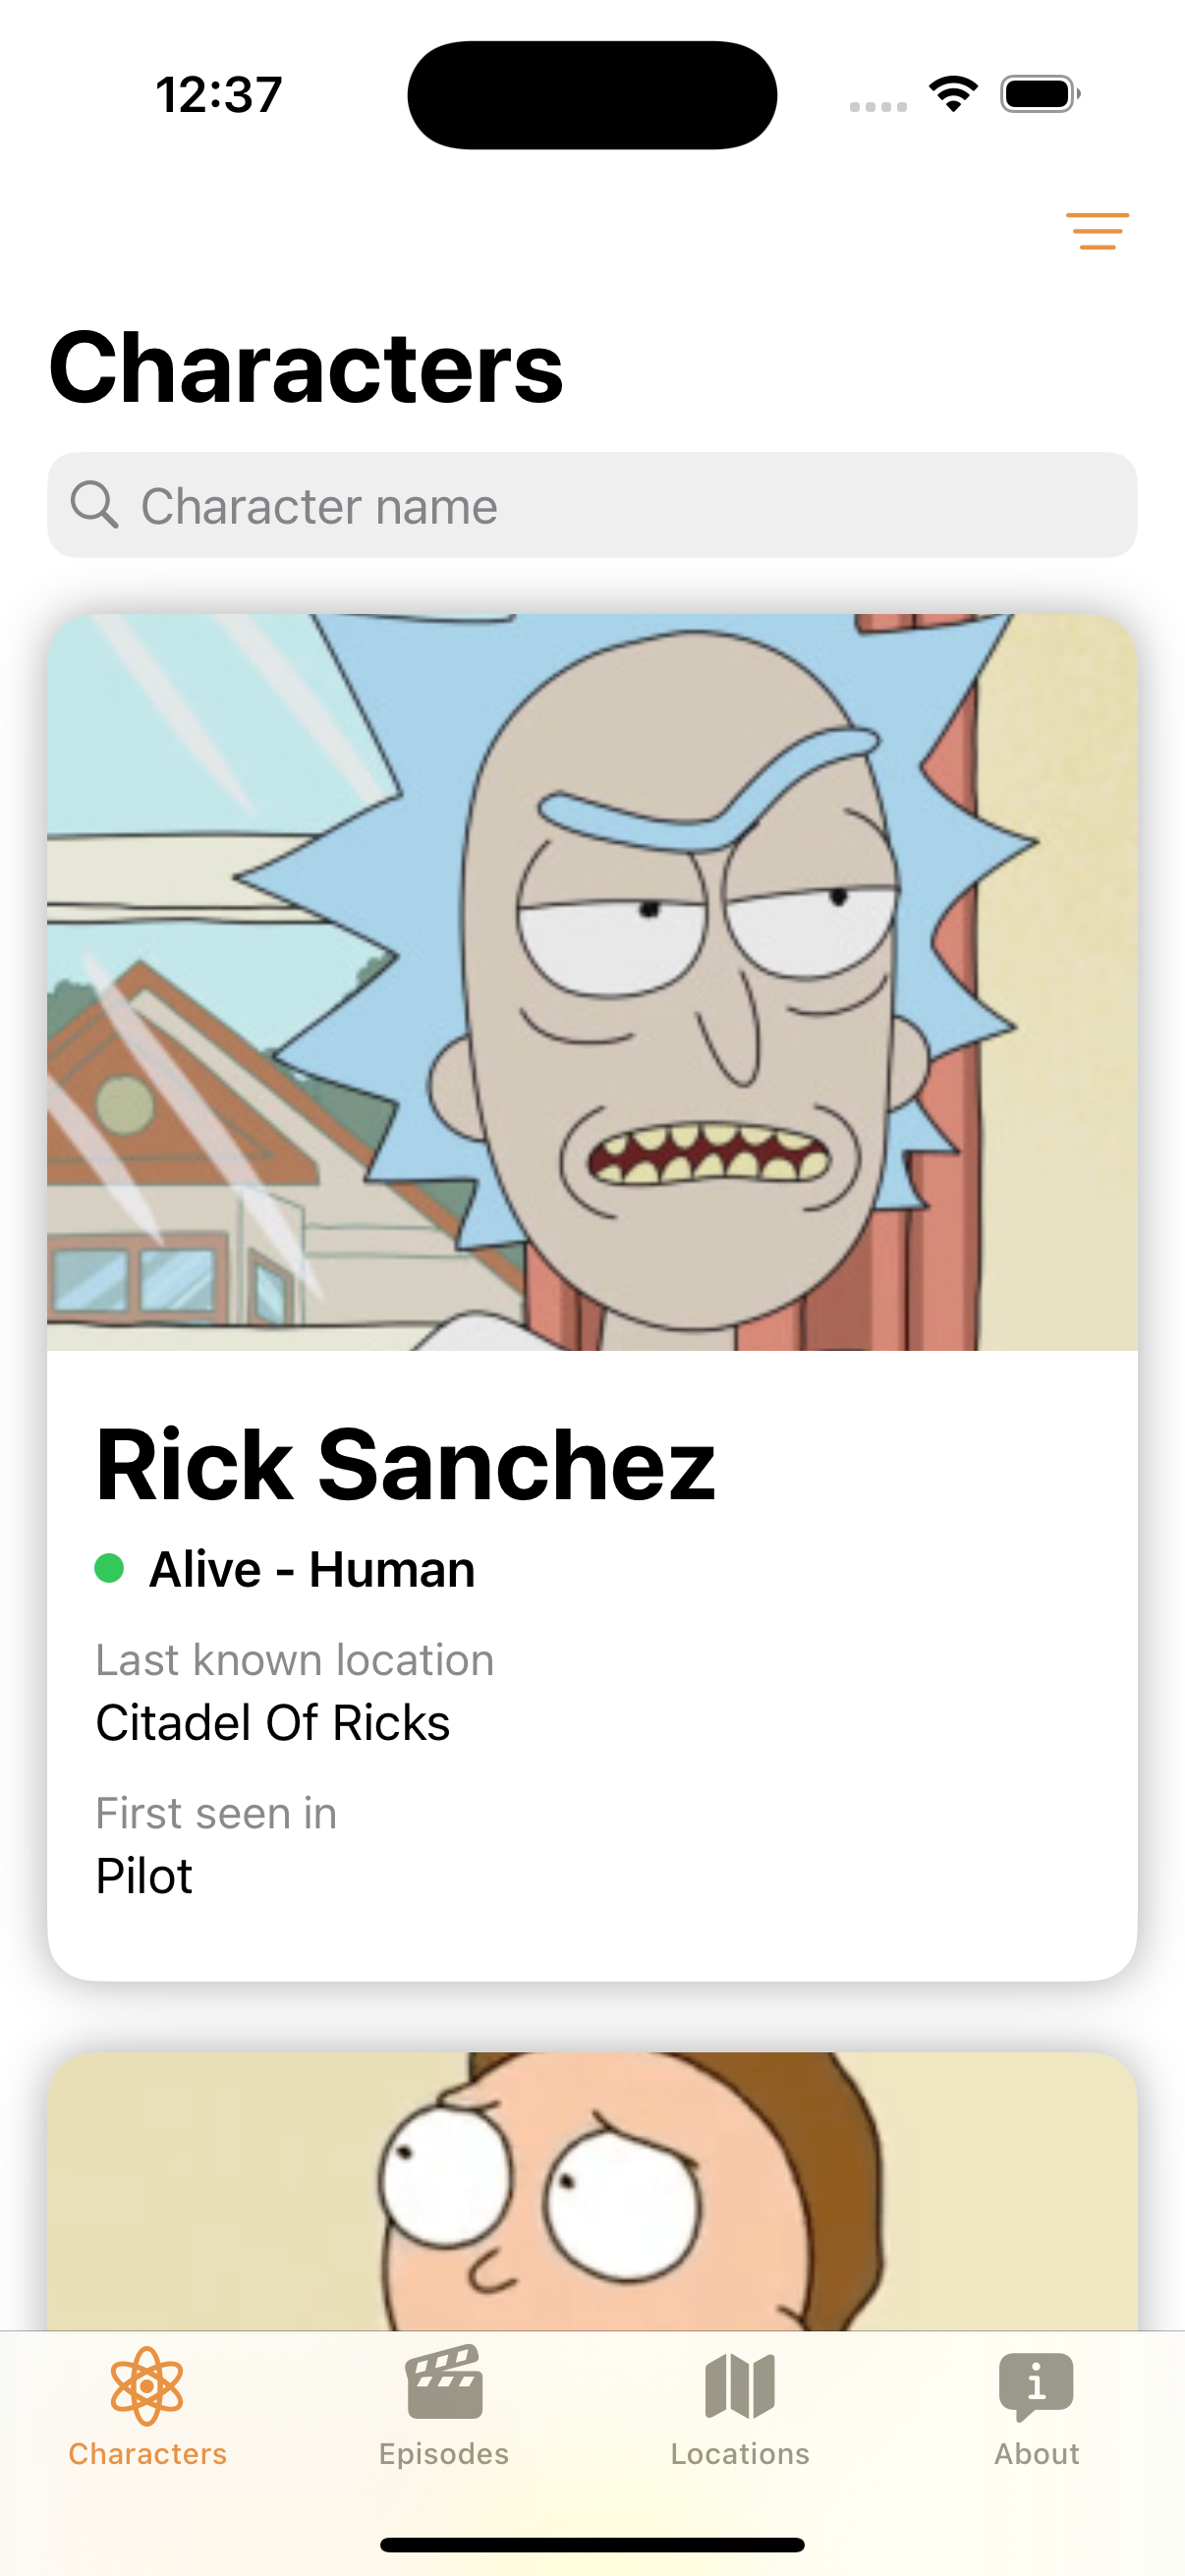 12:37
Characters
Character name
Rick Sanchez
Alive - Human
Last known location
Citadel Of Ricks
First seen in
Pilot
Characters
Episodes
Locations
About